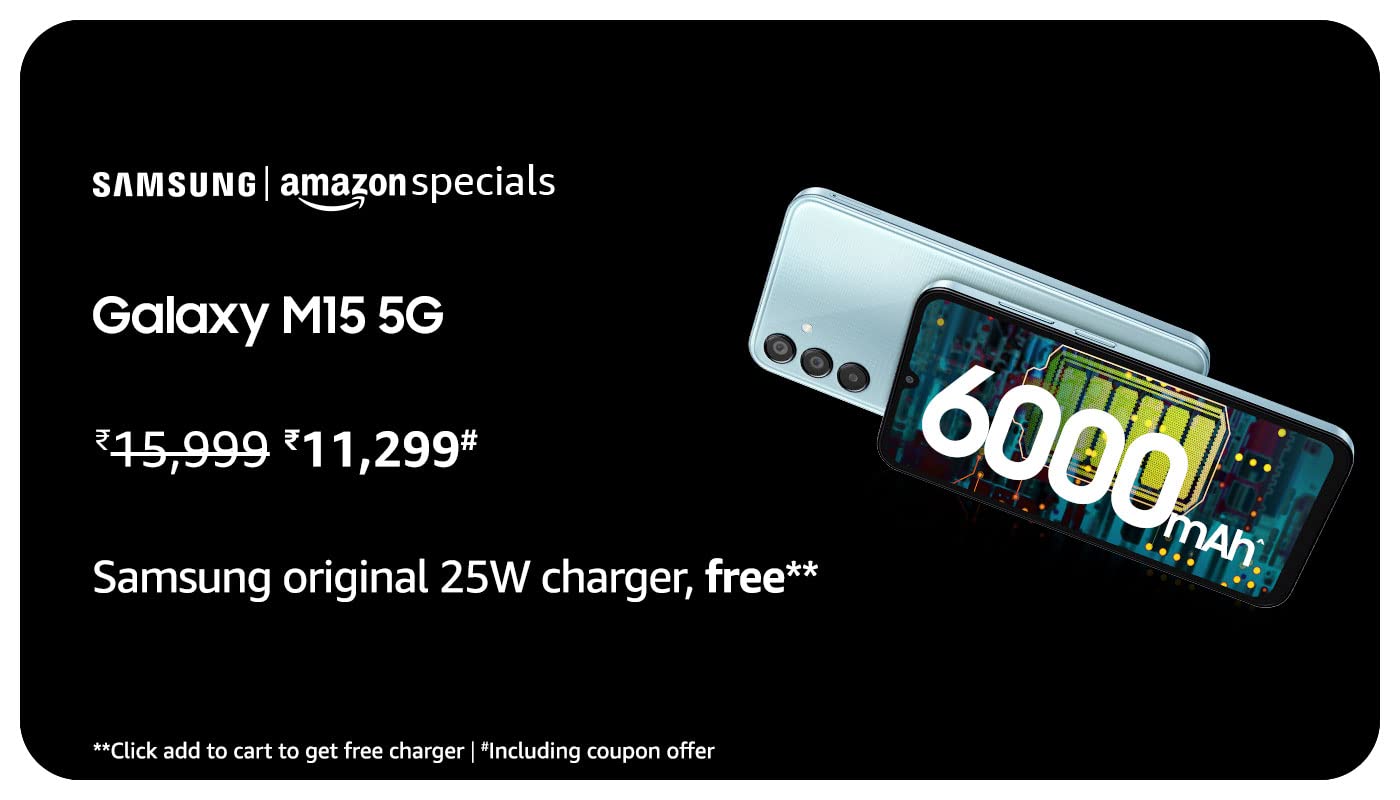 SAMSUNG | amazon specials
Galaxy M15 5G
₹15,999 ₹11,299#
Samsung original 25W charger, free**
6000mAh^
**Click add to cart to get free charger | #Including coupon offer